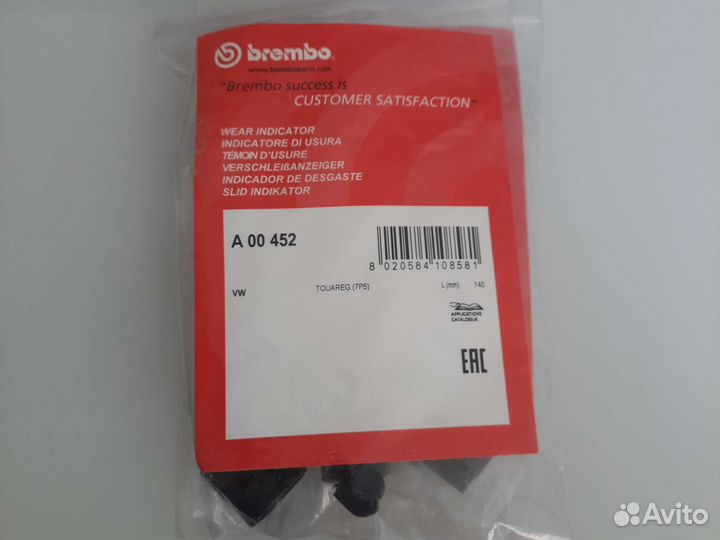 brembo
www.bremboparts.com
"Brembo success is
CUSTOMER SATISFACTION"
WEAR INDICATOR
INDICATORE DI USURA
TÉMOIN D'USURE
VERSCHLEIßANZEIGER
INDICADOR DE DESGASTE
SLID INDIKATOR
A 00 452
8 020584 108581
VW TOUAREG (7P5) L (mm) 140
APPLICATIONS
CATALOGUE
EAC
Avito